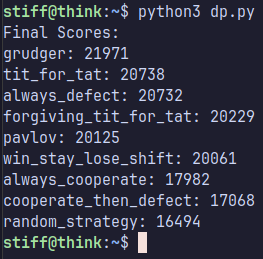 stiff@think:~$ python3 dp.py
Final Scores:
grudger: 21971
tit_for_tat: 20738
always_defect: 20732
forgiving_tit_for_tat: 20229
pavlov: 20125
win_stay_lose_shift: 20061
always_cooperate: 17982
cooperate_then_defect: 17068
random_strategy: 16494
stiff@think:~$